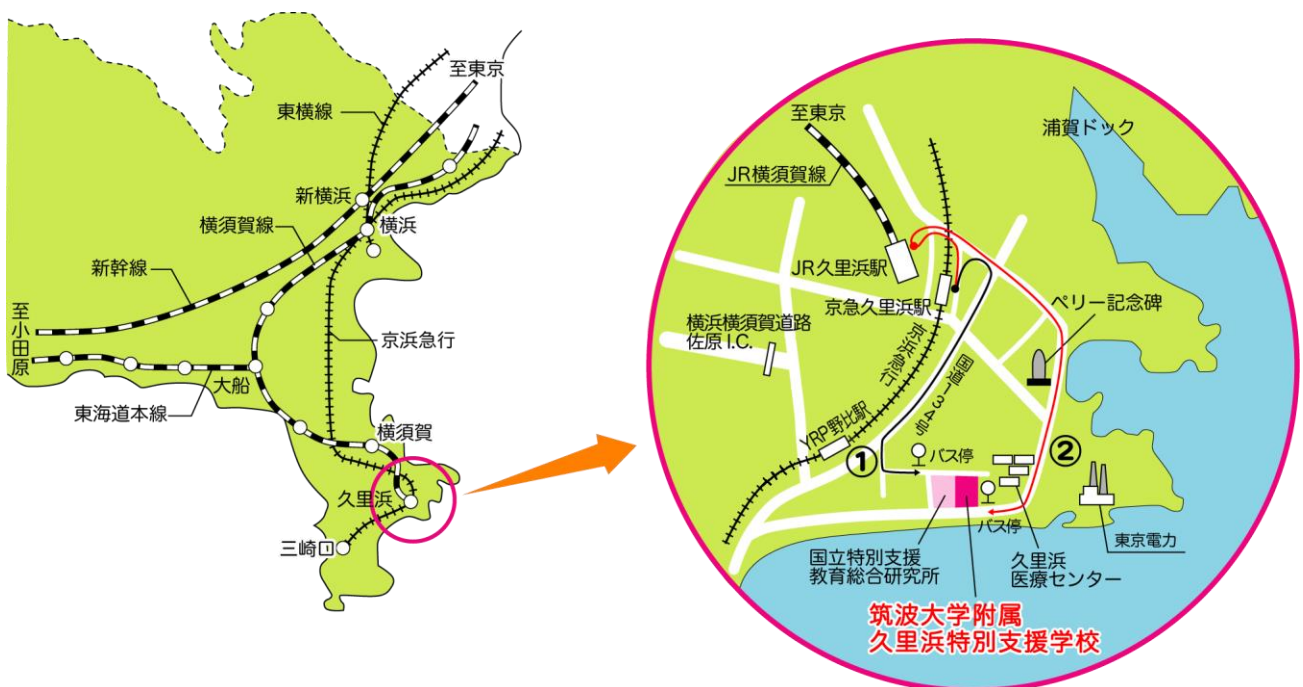 至東京
東横線
新横浜
横須賀線
横浜
新幹線
至小田原
京浜急行
大船
東海道本線
横須賀
久里浜
三崎口
至東京
浦賀ドック
JR横須賀線
JR久里浜駅
京急久里浜駅
ペリー記念碑
横浜横須賀道路
佐原I.C.
京浜急行
国道134号
YRP野比駅
①
バス停
②
バス停
東京電力
国立特別支援
教育総合研究所
久里浜
医療センター
筑波大学附属
久里浜特別支援学校